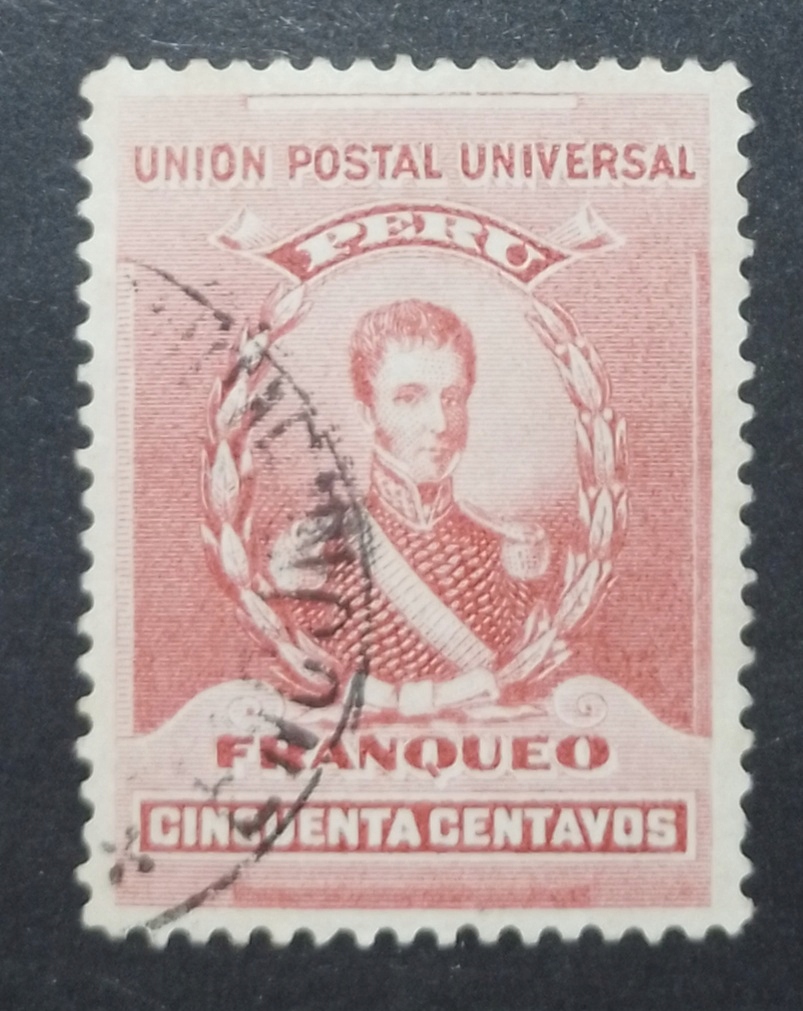 UNION POSTAL UNIVERSAL
PERU
FRANQUEO
CINCUENTA CENTAVOS